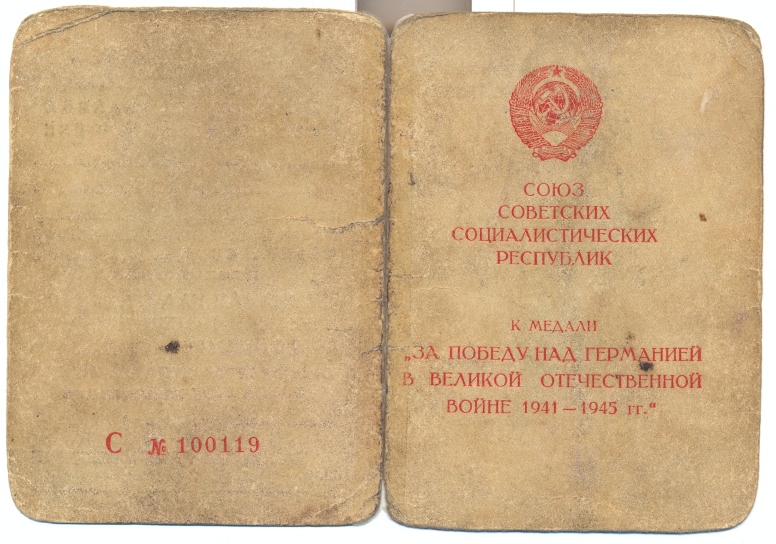 С № 100119
СОЮЗ
СОВЕТСКИХ
СОЦИАЛИСТИЧЕСКИХ
РЕСПУБЛИК
К МЕДАЛИ
„ЗА ПОБЕДУ НАД ГЕРМАНИЕЙ
В ВЕЛИКОЙ ОТЕЧЕСТВЕННОЙ
ВОЙНЕ 1941 — 1945 гг.“